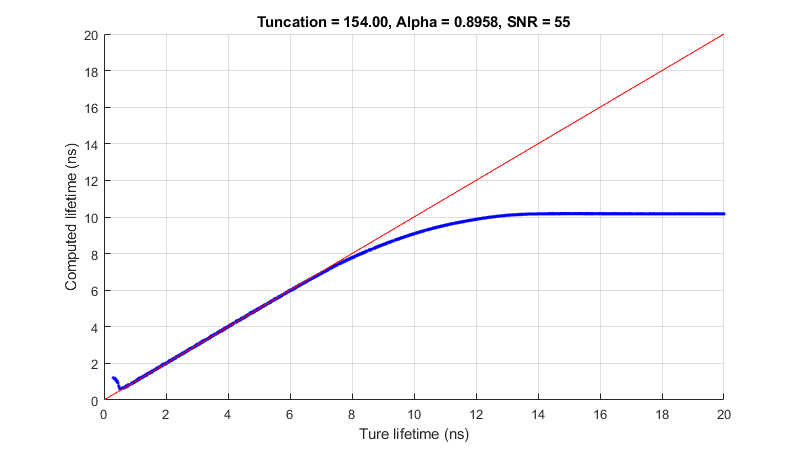 Tuncation = 154.00, Alpha = 0.8958, SNR = 55
20
18
16
14
12
10
8
6
4
2
0
Computed lifetime (ns)
0 2 4 6 8 10 12 14 16 18 20
Ture lifetime (ns)